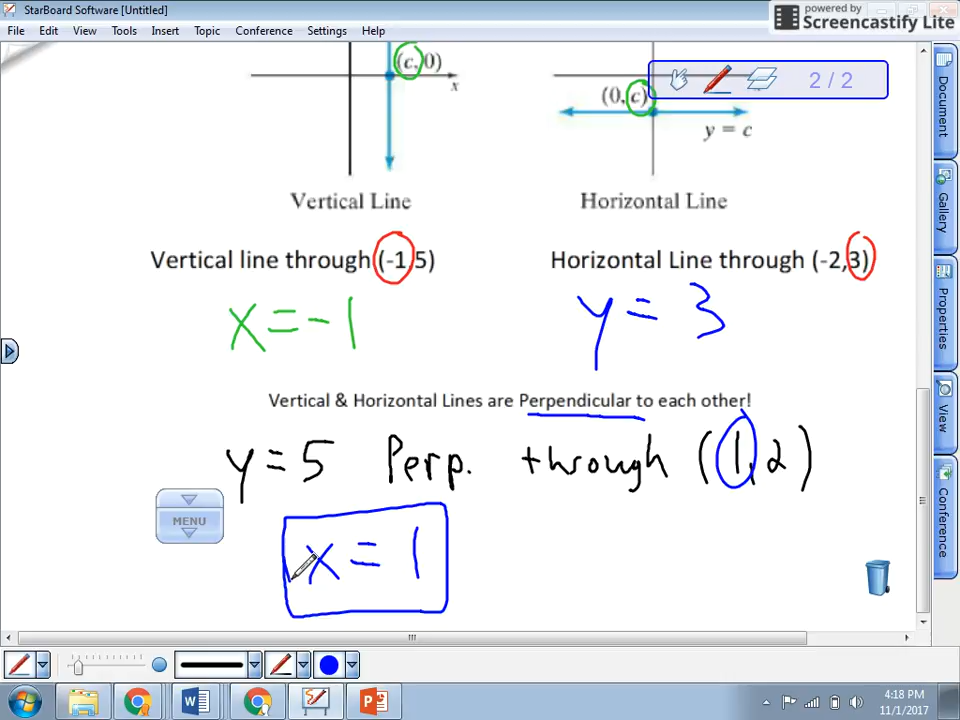 StarBoard Software [Untitled]
powered by
Screencastify Lite
File Edit View Tools Insert Topic Conference Settings Help
2 / 2
(c, 0)
x
(0, c)
y = c
Vertical Line
Horizontal Line
Vertical line through (-1,5)
Horizontal Line through (-2,3)
x = -1
y = 3
Vertical & Horizontal Lines are Perpendicular to each other!
y = 5 Perp. through (1, 2)
MENU
x = 1
Document
Gallery
Properties
View
Conference
4:18 PM
11/1/2017